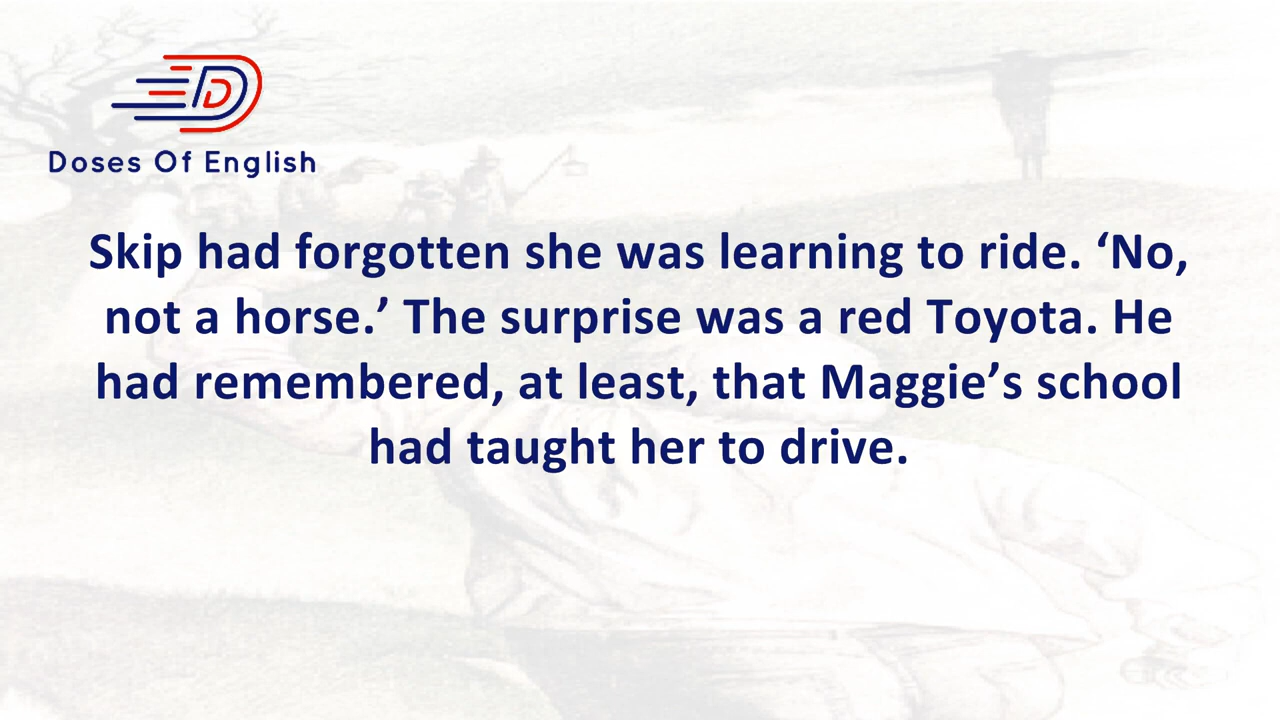 Doses Of English
Skip had forgotten she was learning to ride. ‘No,
not a horse.’ The surprise was a red Toyota. He
had remembered, at least, that Maggie’s school
had taught her to drive.